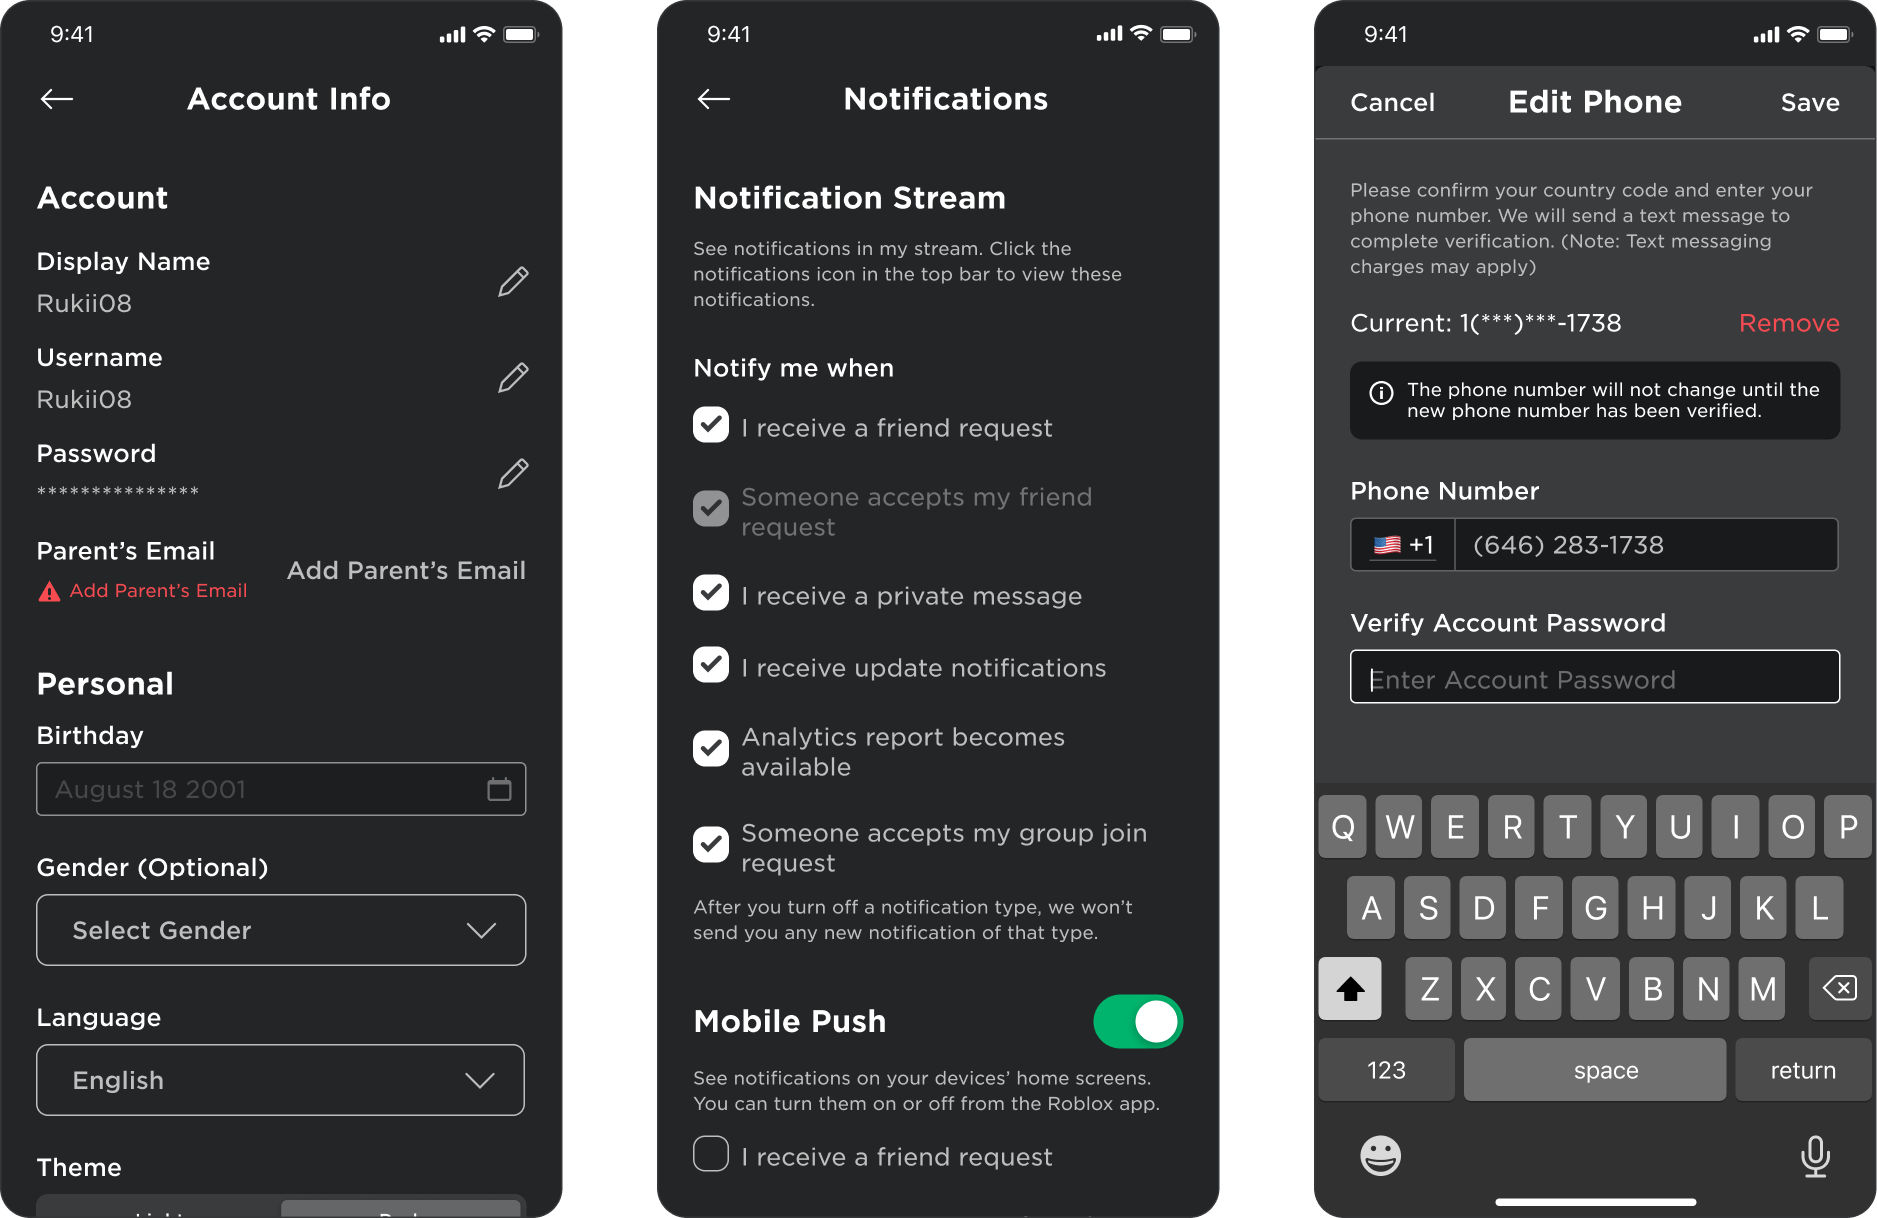 9:41
Account Info
Account
Display Name
Rukii08
Username
Rukii08
Password
***************
Parent’s Email
Add Parent’s Email
Add Parent’s Email
Personal
Birthday
August 18 2001
Gender (Optional)
Select Gender
Language
English
Theme
9:41
Notifications
Notification Stream
See notifications in my stream. Click the
notifications icon in the top bar to view these
notifications.
Notify me when
I receive a friend request
Someone accepts my friend
request
I receive a private message
I receive update notifications
Analytics report becomes
available
Someone accepts my group join
request
After you turn off a notification type, we won’t
send you any new notification of that type.
Mobile Push
See notifications on your devices’ home screens.
You can turn them on or off from the Roblox app.
I receive a friend request
9:41
Cancel Edit Phone Save
Please confirm your country code and enter your
phone number. We will send a text message to
complete verification. (Note: Text messaging
charges may apply)
Current: 1(***)***-1738 Remove
The phone number will not change until the
new phone number has been verified.
Phone Number
+1 (646) 283-1738
Verify Account Password
Enter Account Password
Q W E R T Y U I O P
A S D F G H J K L
Z X C V B N M
123 space return